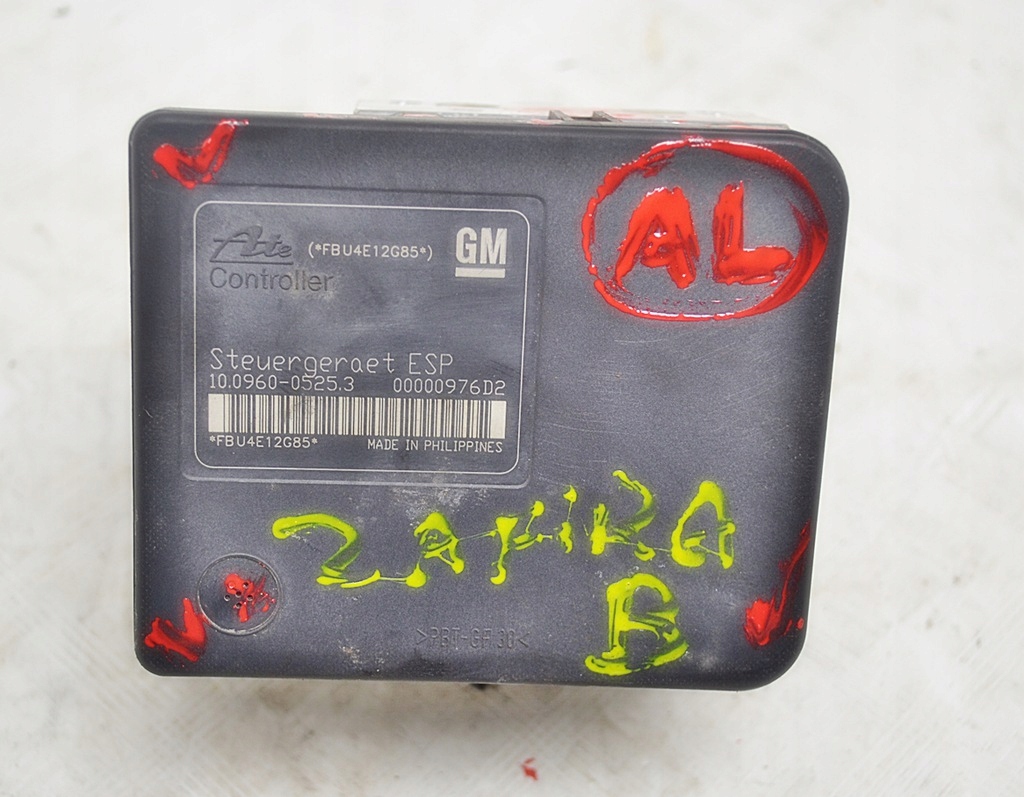 AL
Ate (*FBU4E12G85*) GM
Controller
Steuergeraet ESP
10.0960-0525.3 00000976D2
*FBU4E12G85* MADE IN PHILIPPINES
ZAFIRA
B
>PBT-GF30<